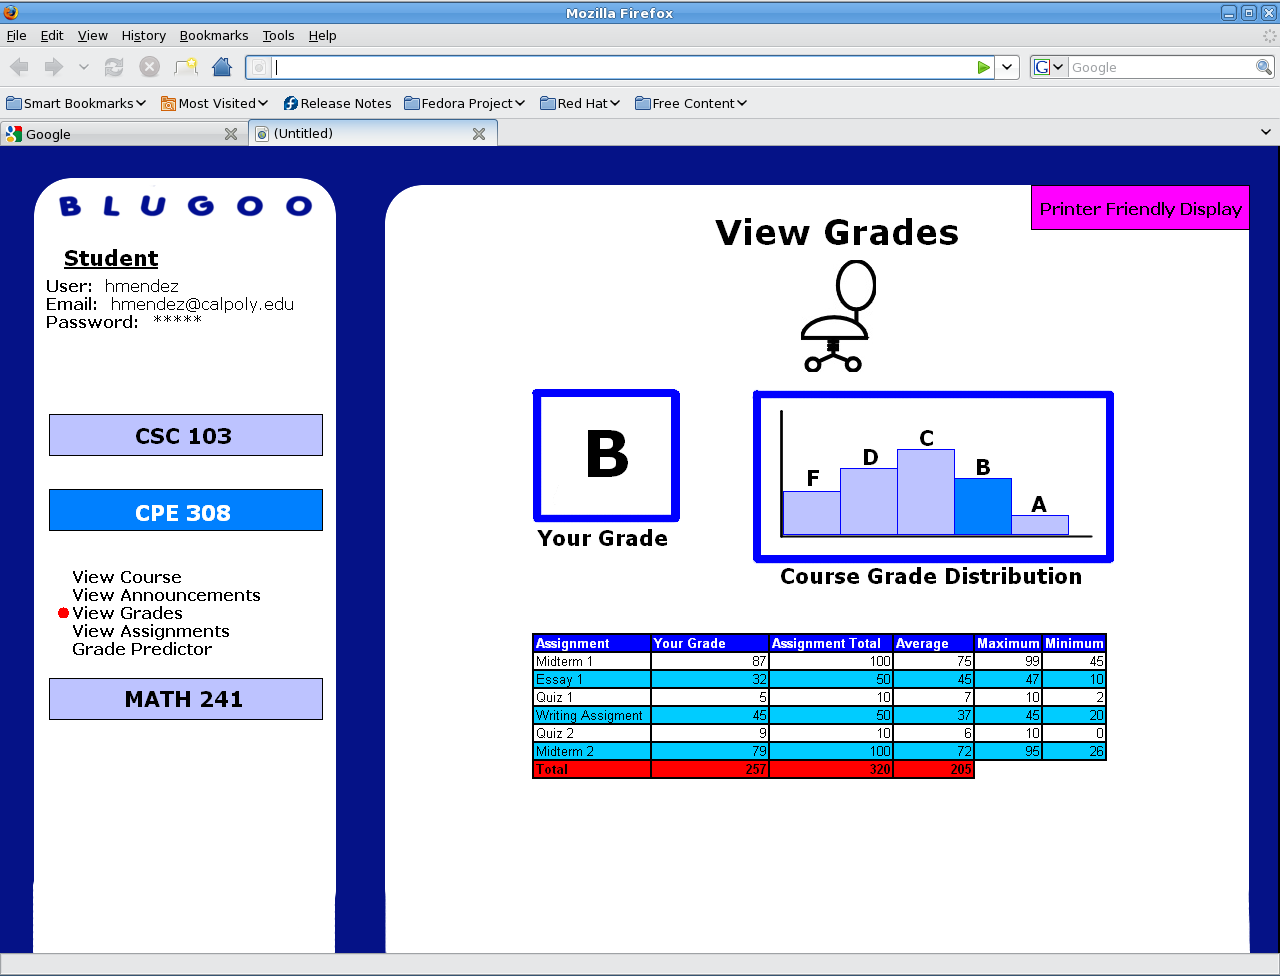 Mozilla Firefox
File Edit View History Bookmarks Tools Help
G Google
Smart Bookmarks Most Visited Release Notes Fedora Project Red Hat Free Content
Google (Untitled)
BLUGOO
Student
User: hmendez
Email: hmendez@calpoly.edu
Password: *****
CSC 103
CPE 308
View Course
View Announcements
View Grades
View Assignments
Grade Predictor
MATH 241
Printer Friendly Display
View Grades
B
Your Grade
F D C B A
Course Grade Distribution
Assignment Your Grade Assignment Total Average Maximum Minimum
Midterm 1 87 100 75 99 45
Essay 1 32 50 45 47 10
Quiz 1 5 10 7 10 2
Writing Assigment 45 50 37 45 20
Quiz 2 9 10 6 10 0
Midterm 2 79 100 72 95 26
Total 257 320 205